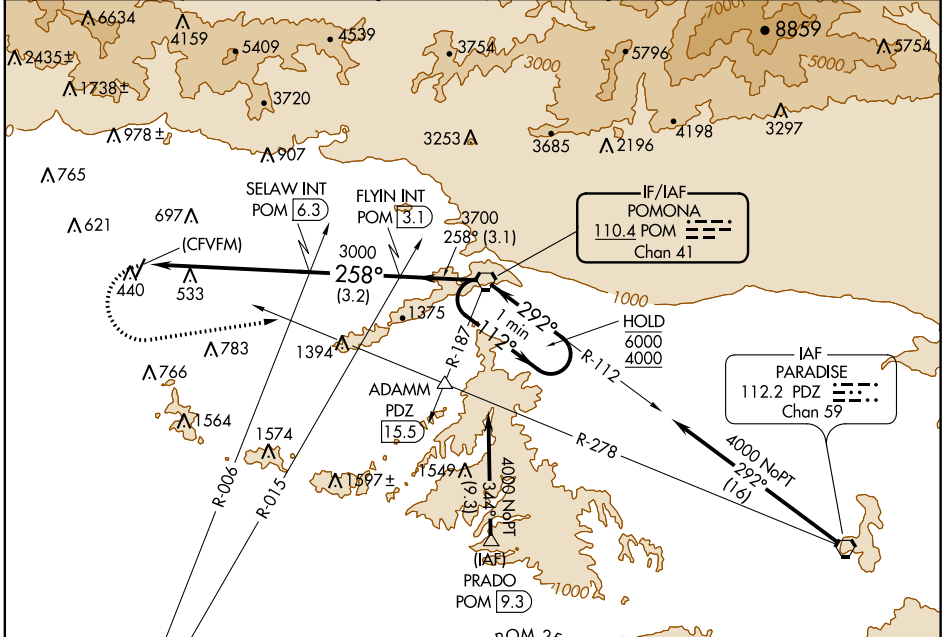 6634
4159
5409
4539
3754
5796
7000
8859
5754
2435±
3000
5000
1738±
3720
978±
907
3253
3685
2196
4198
3297
765
621
697
SELAW INT
POM 6.3
FLYIN INT
POM 3.1
3700
258° (3.1)
IF/IAF
POMONA
110.4 POM
Chan 41
(CFVFM)
3000
258°
(3.2)
440
533
1375
1394
783
766
1 min
292°
112°
R-187
R-112
HOLD
6000
4000
1000
IAF
PARADISE
112.2 PDZ
Chan 59
ADAMM
PDZ
15.5
R-278
4000 NoPT
292°
(16)
1564
1574
1597±
1549
R-006
R-015
4000 NoPT
344°
(9.3)
(IAF)
PRADO
POM 9.3
1000
POM 25